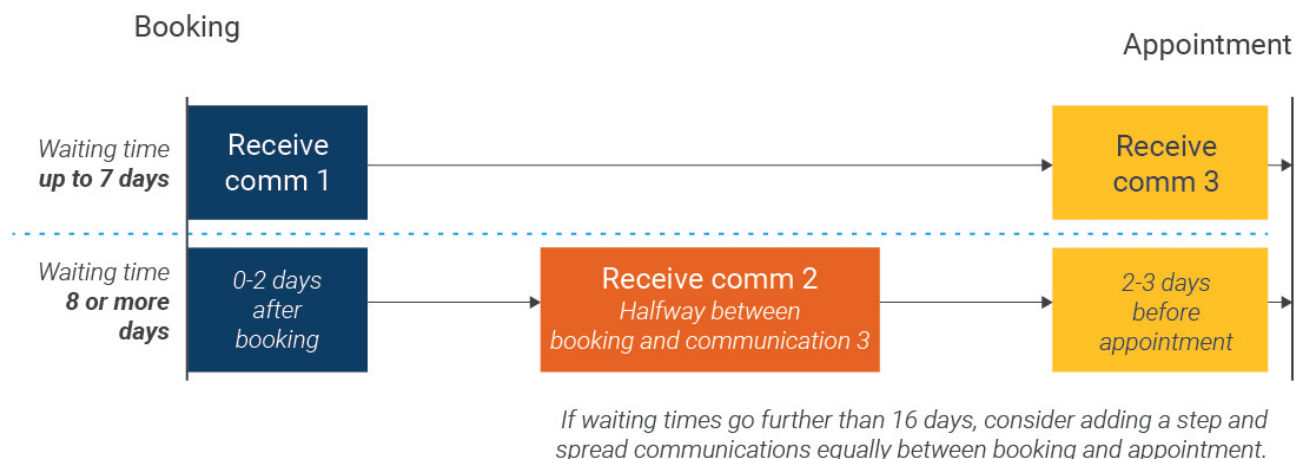 Booking
Appointment
Waiting time
up to 7 days
Receive
comm 1
Receive
comm 3
Waiting time
8 or more
days
0-2 days
after
booking
Receive comm 2
Halfway between
booking and communication 3
2-3 days
before
appointment
If waiting times go further than 16 days, consider adding a step and
spread communications equally between booking and appointment.